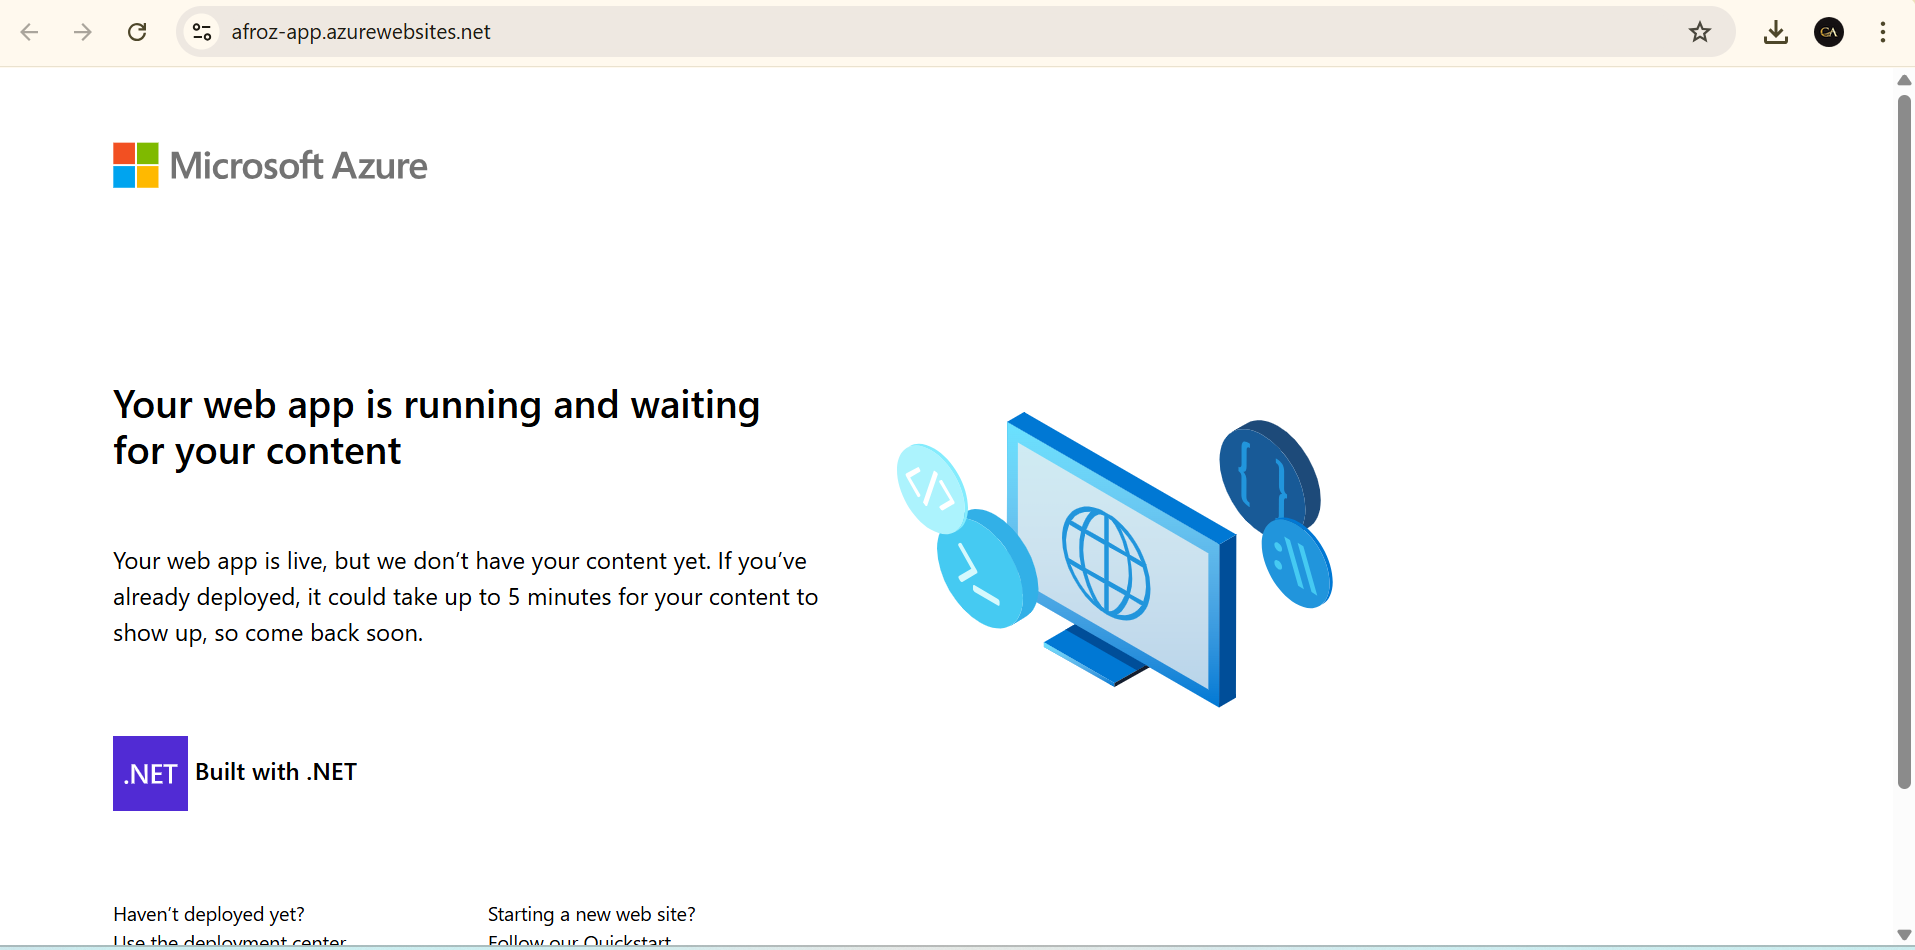 afroz-app.azurewebsites.net
GA
Microsoft Azure
Your web app is running and waiting
for your content
Your web app is live, but we don’t have your content yet. If you’ve
already deployed, it could take up to 5 minutes for your content to
show up, so come back soon.
</>
>_
{ }
:\\
.NET Built with .NET
Haven’t deployed yet?
Use the deployment center
Starting a new web site?
Follow our Quickstart